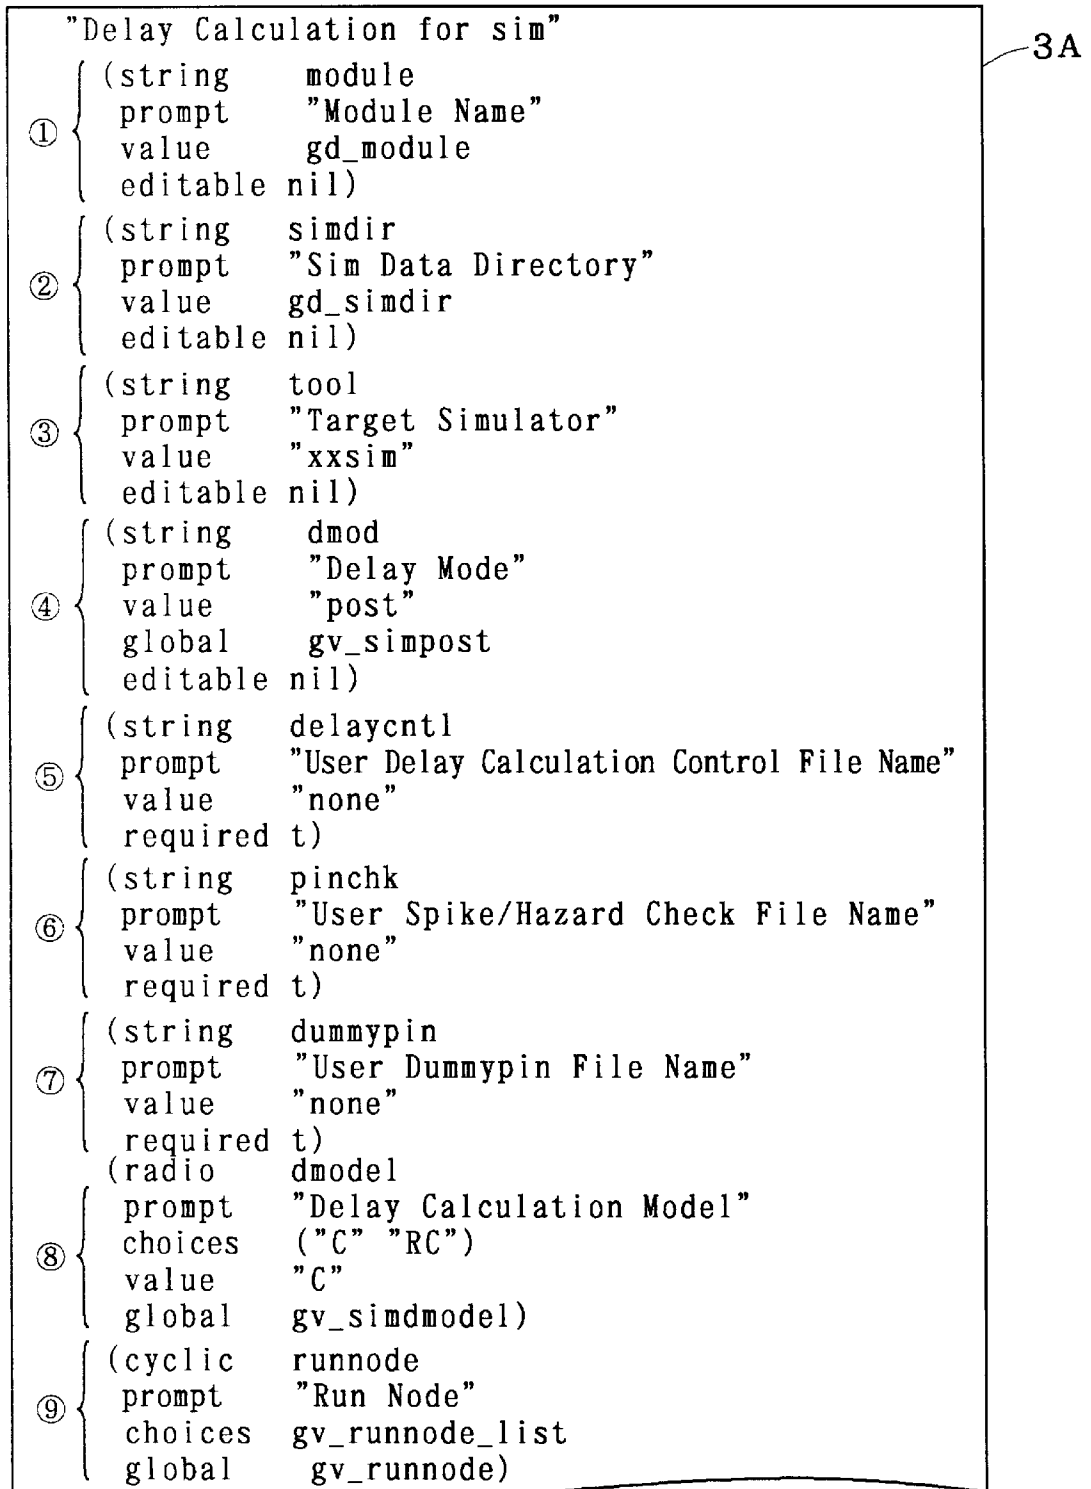 "Delay Calculation for sim"
3A
① (string module
prompt "Module Name"
value gd_module
editable nil)
② (string simdir
prompt "Sim Data Directory"
value gd_simdir
editable nil)
③ (string tool
prompt "Target Simulator"
value "xxsim"
editable nil)
④ (string dmod
prompt "Delay Mode"
value "post"
global gv_simpost
editable nil)
⑤ (string delaycntl
prompt "User Delay Calculation Control File Name"
value "none"
required t)
⑥ (string pinchk
prompt "User Spike/Hazard Check File Name"
value "none"
required t)
⑦ (string dummypin
prompt "User Dummypin File Name"
value "none"
required t)
⑧ (radio dmodel
prompt "Delay Calculation Model"
choices ("C" "RC")
value "C"
global gv_simdmodel)
⑨ (cyclic runnode
prompt "Run Node"
choices gv_runnode_list
global gv_runnode)